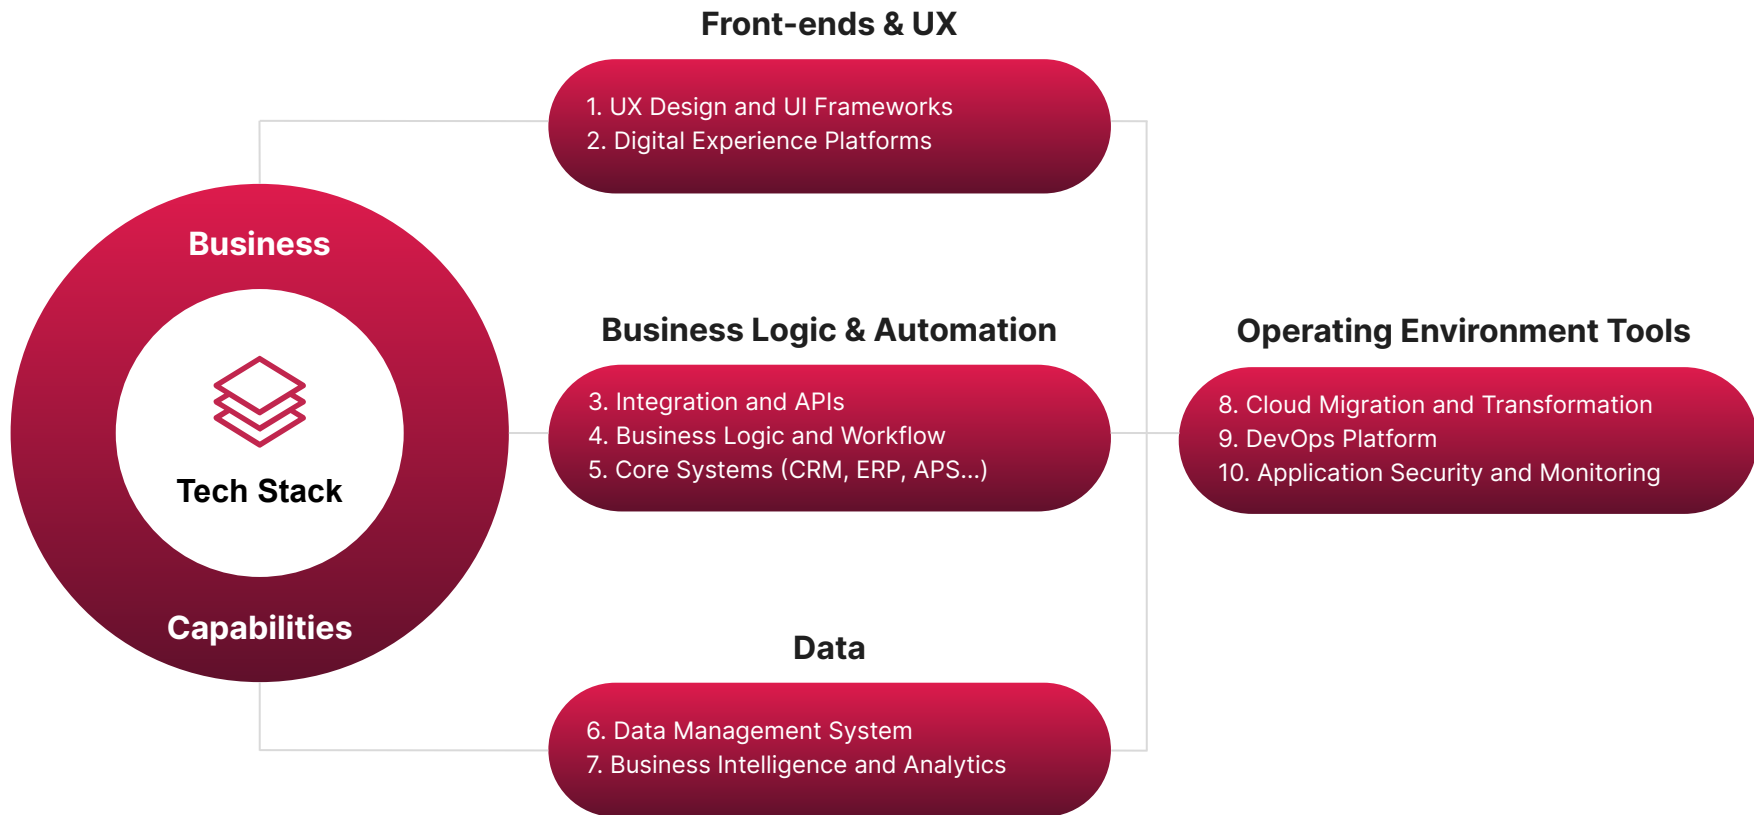 Front-ends & UX
1. UX Design and UI Frameworks
2. Digital Experience Platforms
Business
Tech Stack
Capabilities
Business Logic & Automation
3. Integration and APIs
4. Business Logic and Workflow
5. Core Systems (CRM, ERP, APS...)
Operating Environment Tools
8. Cloud Migration and Transformation
9. DevOps Platform
10. Application Security and Monitoring
Data
6. Data Management System
7. Business Intelligence and Analytics